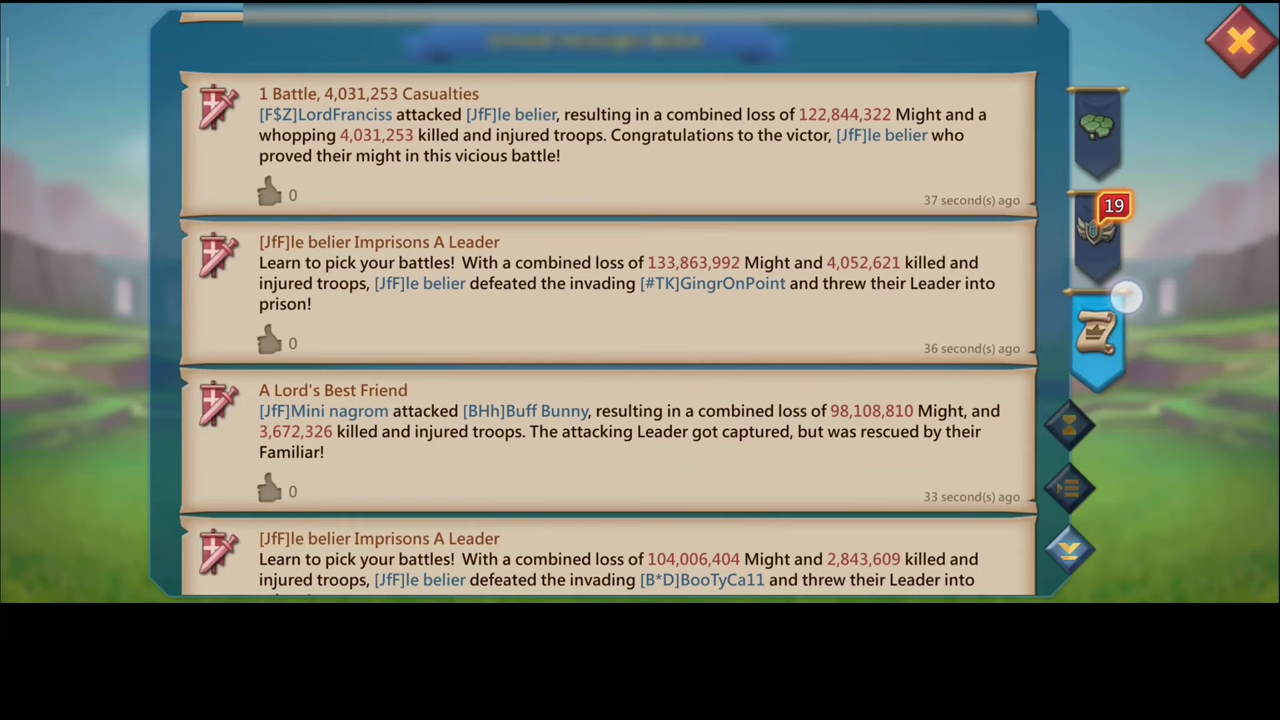 1 Battle, 4,031,253 Casualties
[F$Z]LordFranciss attacked [JfF]le belier, resulting in a combined loss of 122,844,322 Might and a
whopping 4,031,253 killed and injured troops. Congratulations to the victor, [JfF]le belier who
proved their might in this vicious battle!
0
37 second(s) ago
19
[JfF]le belier Imprisons A Leader
Learn to pick your battles! With a combined loss of 133,863,992 Might and 4,052,621 killed and
injured troops, [JfF]le belier defeated the invading [#TK]GingrOnPoint and threw their Leader into
prison!
0
36 second(s) ago
A Lord's Best Friend
[JfF]Mini nagrom attacked [BHh]Buff Bunny, resulting in a combined loss of 98,108,810 Might, and
3,672,326 killed and injured troops. The attacking Leader got captured, but was rescued by their
Familiar!
0
33 second(s) ago
[JfF]le belier Imprisons A Leader
Learn to pick your battles! With a combined loss of 104,006,404 Might and 2,843,609 killed and
injured troops, [JfF]le belier defeated the invading [B*D]BooTyCa11 and threw their Leader into